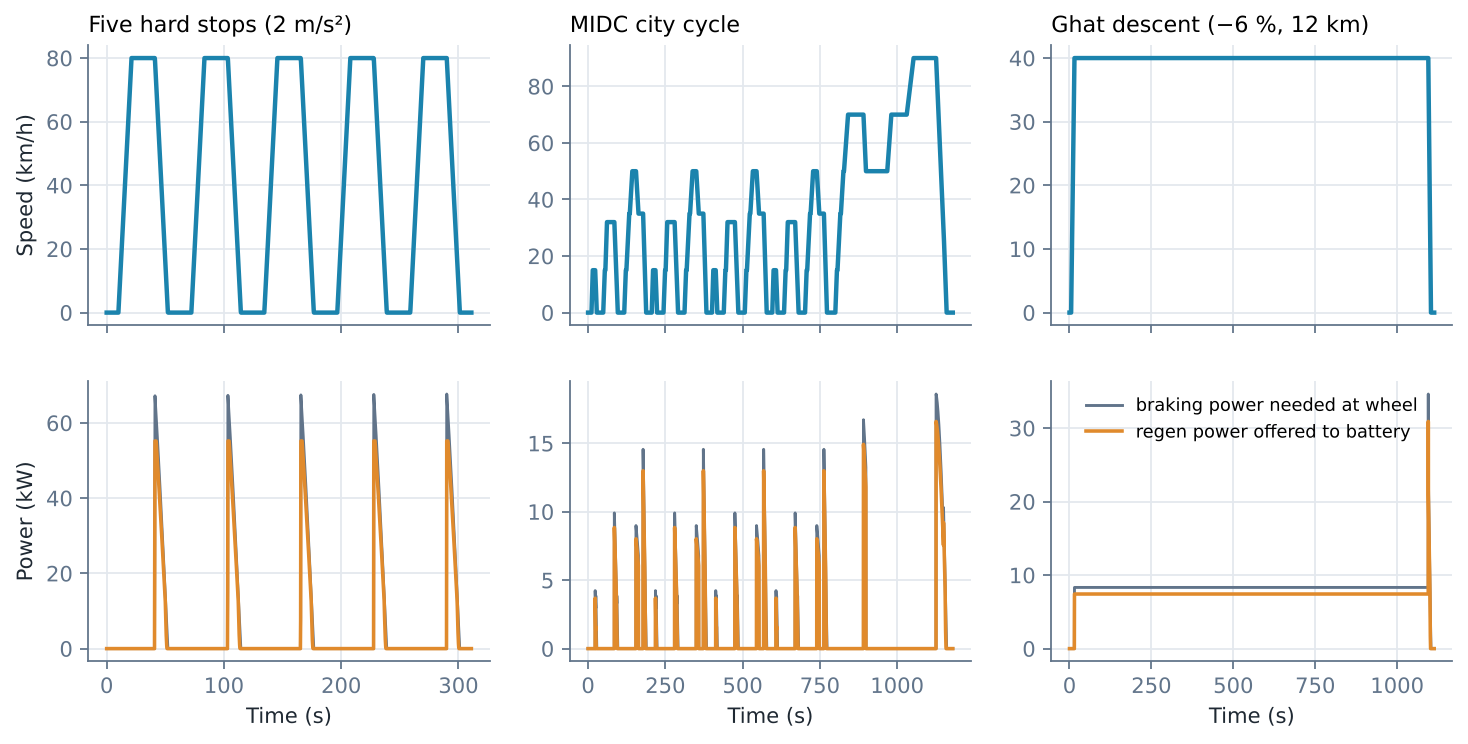 Five hard stops (2 m/s²)
MIDC city cycle
Ghat descent (−6 %, 12 km)
Speed (km/h)
80
60
40
20
0
80
60
40
20
0
40
30
20
10
0
Power (kW)
60
40
20
0
15
10
5
0
30
20
10
0
braking power needed at wheel
regen power offered to battery
0 100 200 300
0 250 500 750 1000
0 250 500 750 1000
Time (s)
Time (s)
Time (s)